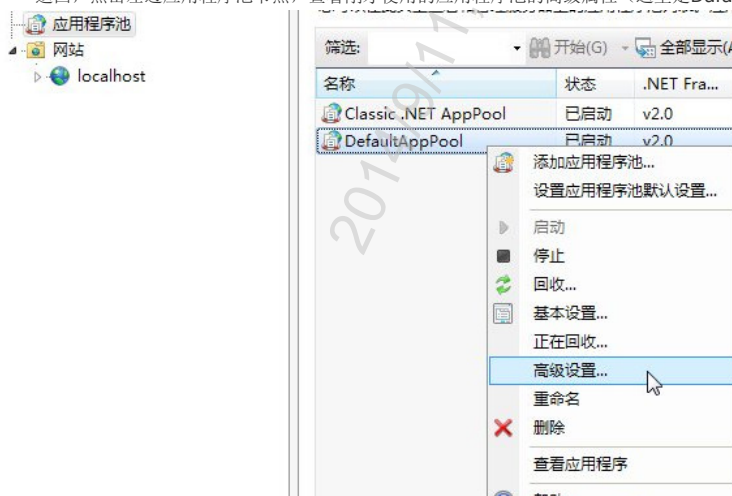 应用程序池
网站
localhost
筛选:
开始(G)
全部显示(A
名称
状态
.NET Fra...
Classic .NET AppPool
已启动
v2.0
DefaultAppPool
已启动
v2.0
添加应用程序池...
设置应用程序池默认设置...
启动
停止
回收...
基本设置...
正在回收...
高级设置...
重命名
删除
查看应用程序
2014/9/11